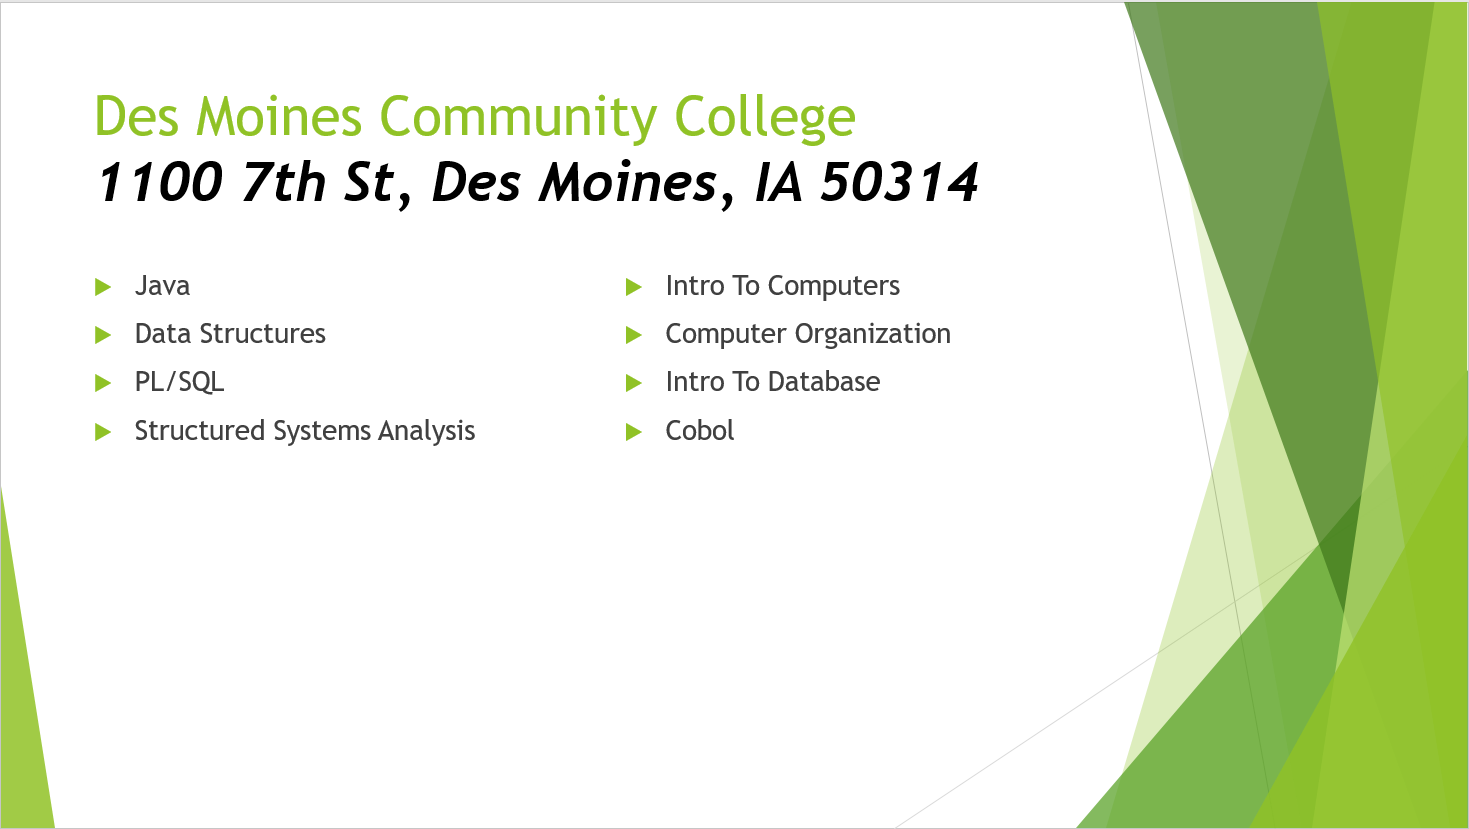 Des Moines Community College
1100 7th St, Des Moines, IA 50314
Java
Data Structures
PL/SQL
Structured Systems Analysis
Intro To Computers
Computer Organization
Intro To Database
Cobol